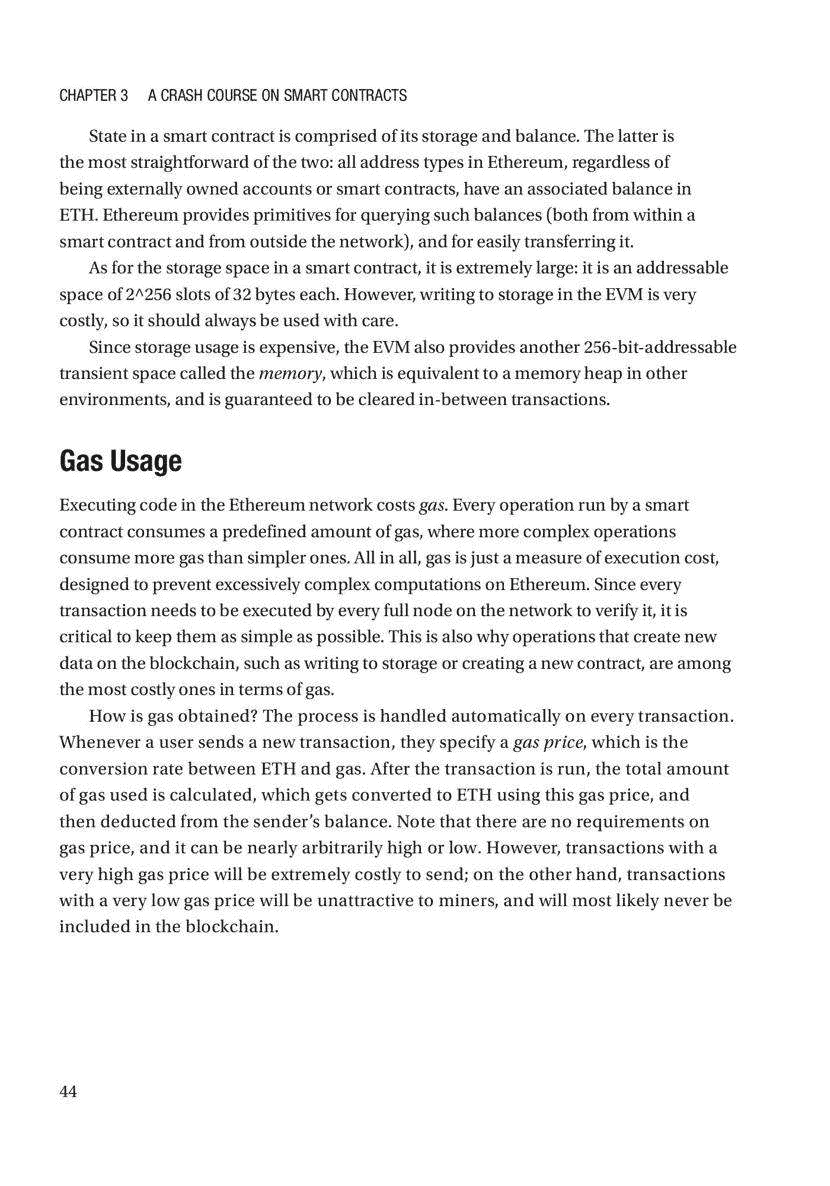 CHAPTER 3 A CRASH COURSE ON SMART CONTRACTS
State in a smart contract is comprised of its storage and balance. The latter is
the most straightforward of the two: all address types in Ethereum, regardless of
being externally owned accounts or smart contracts, have an associated balance in
ETH. Ethereum provides primitives for querying such balances (both from within a
smart contract and from outside the network), and for easily transferring it.
As for the storage space in a smart contract, it is extremely large: it is an addressable
space of 2^256 slots of 32 bytes each. However, writing to storage in the EVM is very
costly, so it should always be used with care.
Since storage usage is expensive, the EVM also provides another 256-bit-addressable
transient space called the memory, which is equivalent to a memory heap in other
environments, and is guaranteed to be cleared in-between transactions.
Gas Usage
Executing code in the Ethereum network costs gas. Every operation run by a smart
contract consumes a predefined amount of gas, where more complex operations
consume more gas than simpler ones. All in all, gas is just a measure of execution cost,
designed to prevent excessively complex computations on Ethereum. Since every
transaction needs to be executed by every full node on the network to verify it, it is
critical to keep them as simple as possible. This is also why operations that create new
data on the blockchain, such as writing to storage or creating a new contract, are among
the most costly ones in terms of gas.
How is gas obtained? The process is handled automatically on every transaction.
Whenever a user sends a new transaction, they specify a gas price, which is the
conversion rate between ETH and gas. After the transaction is run, the total amount
of gas used is calculated, which gets converted to ETH using this gas price, and
then deducted from the sender’s balance. Note that there are no requirements on
gas price, and it can be nearly arbitrarily high or low. However, transactions with a
very high gas price will be extremely costly to send; on the other hand, transactions
with a very low gas price will be unattractive to miners, and will most likely never be
included in the blockchain.
44